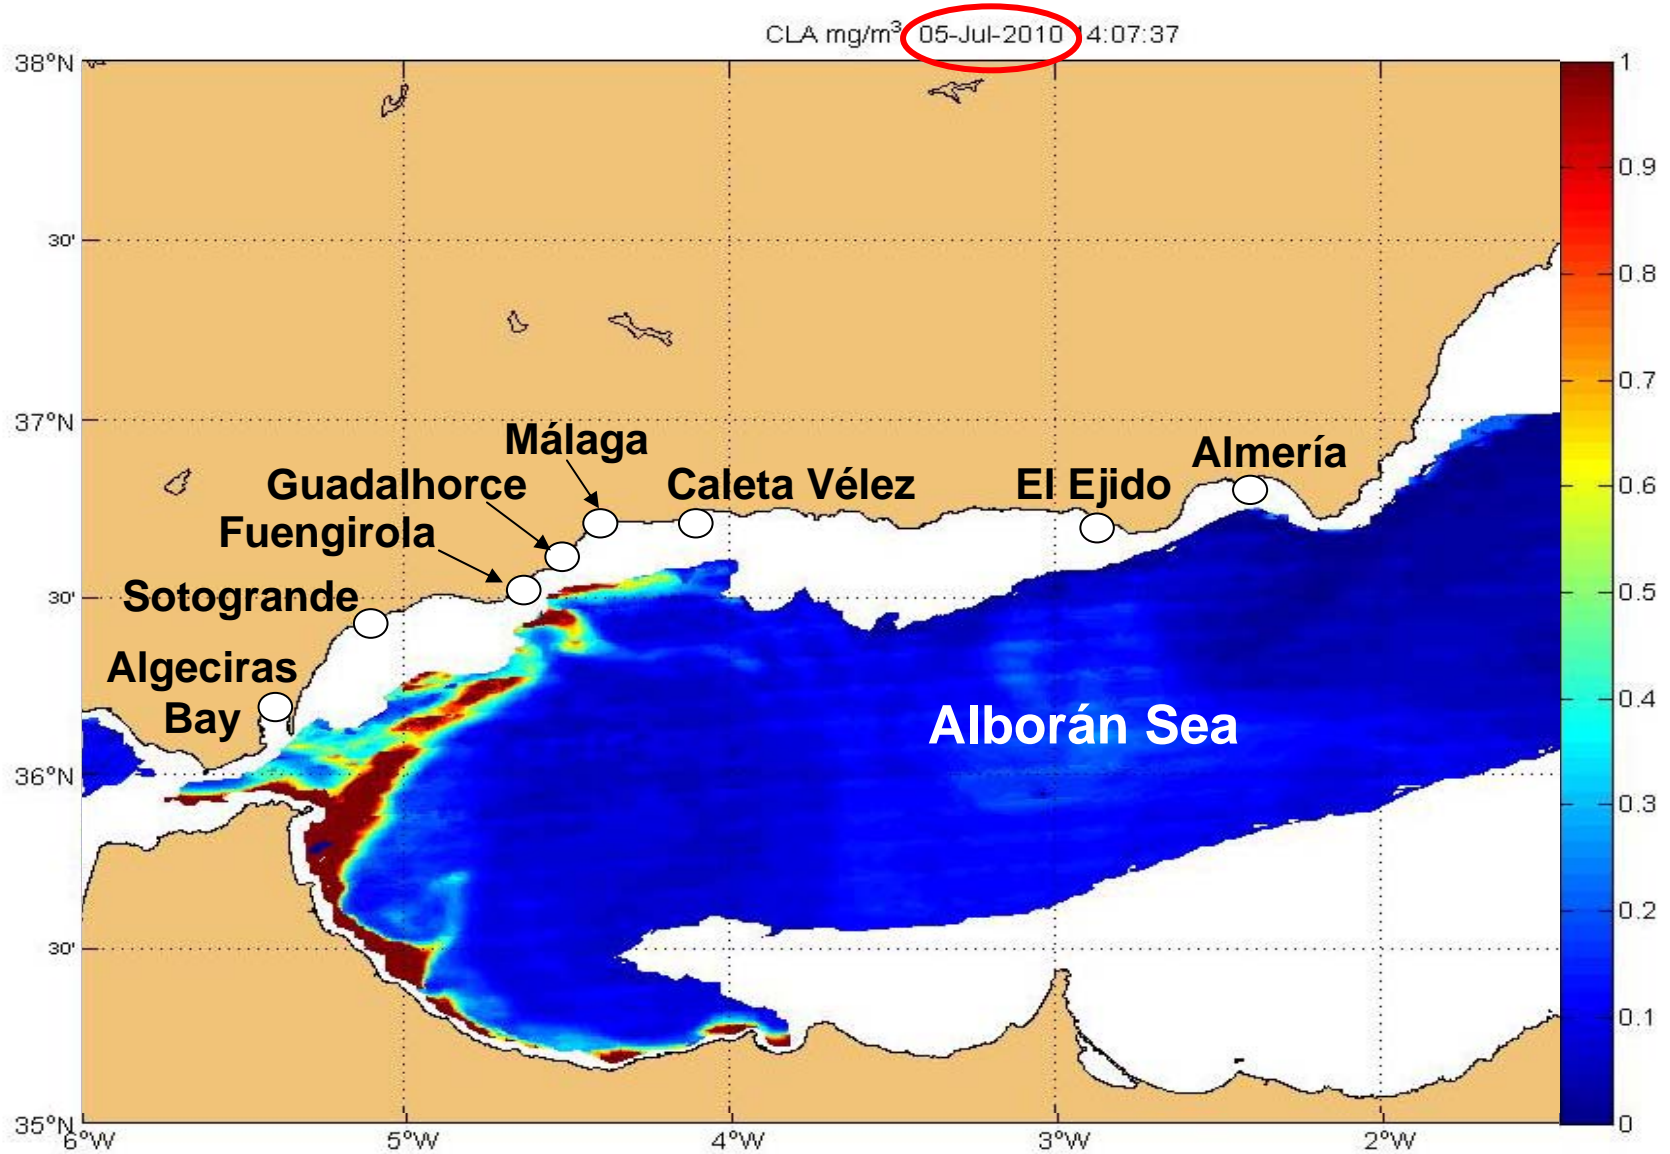 CLA mg/m³ 05-Jul-2010 14:07:37
38°N
30'
37°N
30'
36°N
30'
35°N
6°W
5°W
4°W
3°W
2°W
1
0.9
0.8
0.7
0.6
0.5
0.4
0.3
0.2
0.1
0
Málaga
Guadalhorce
Caleta Vélez
El Ejido
Almería
Fuengirola
Sotogrande
Algeciras
Bay
Alborán Sea